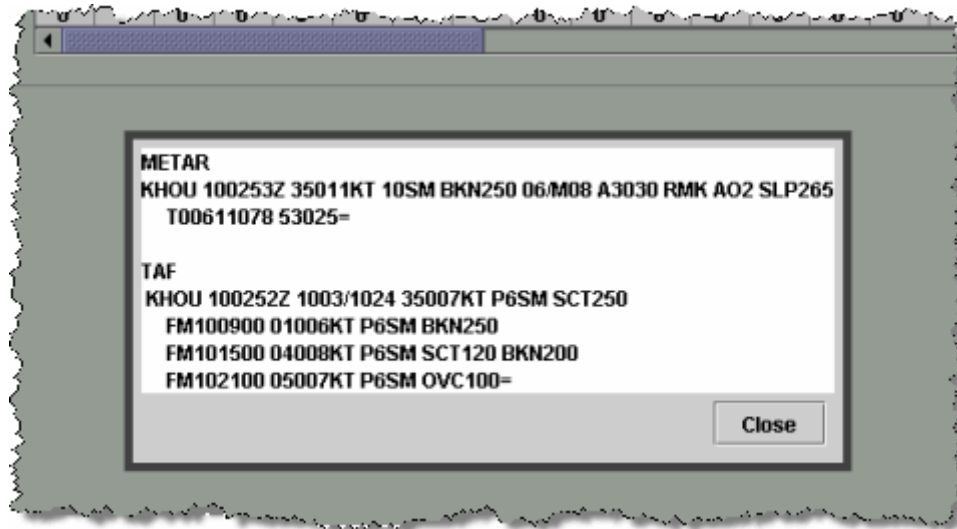 METAR
KHOU 100253Z 35011KT 10SM BKN250 06/M08 A3030 RMK AO2 SLP265
T00611078 53025=
TAF
KHOU 100252Z 1003/1024 35007KT P6SM SCT250
FM100900 01006KT P6SM BKN250
FM101500 04008KT P6SM SCT120 BKN200
FM102100 05007KT P6SM OVC100=
Close